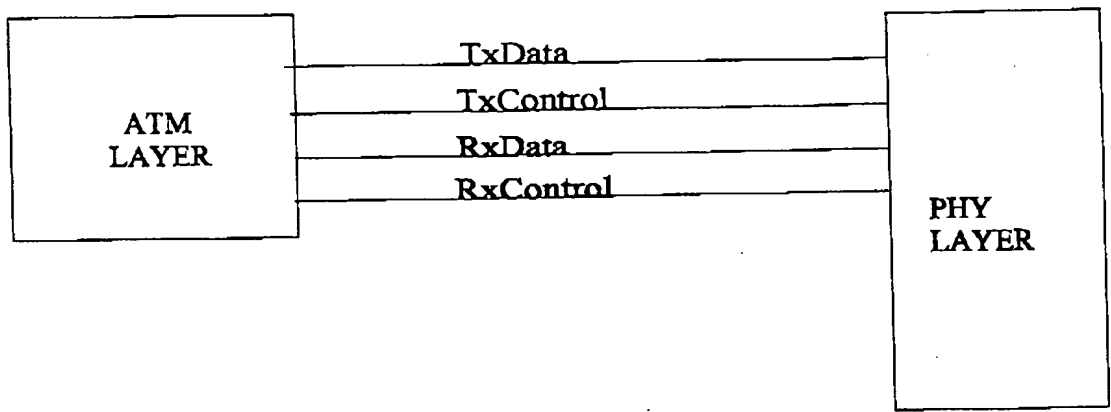 TxData
TxControl
RxData
RxControl
ATM
LAYER
PHY
LAYER